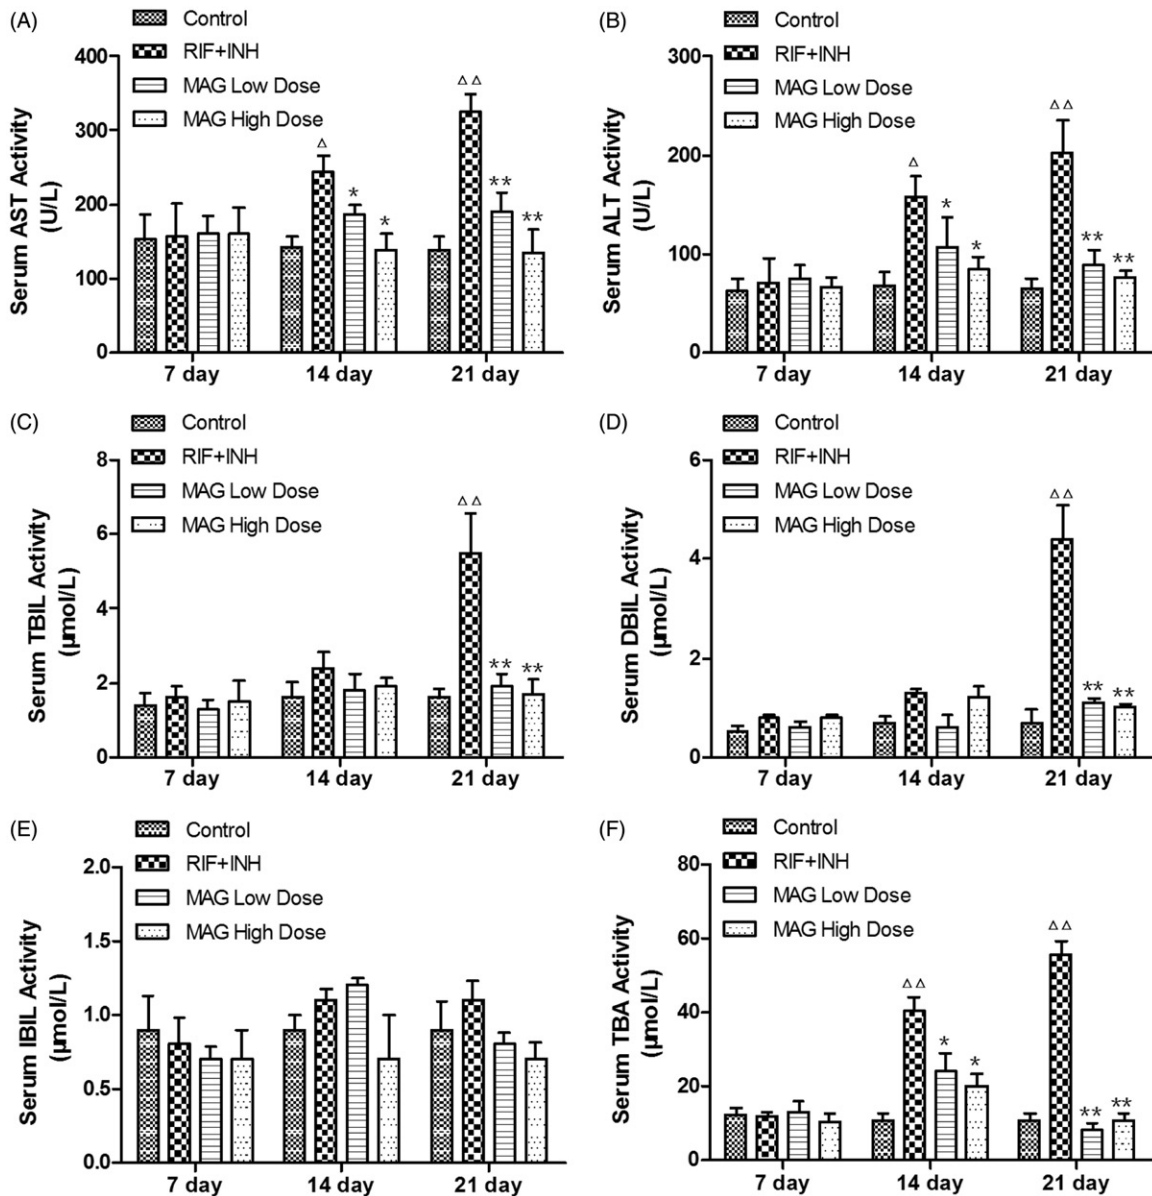 (A)
Control
RIF+INH
MAG Low Dose
MAG High Dose
Serum AST Activity
(U/L)
400
300
200
100
0
△
*
*
△△
**
**
7 day 14 day 21 day
(B)
Control
RIF+INH
MAG Low Dose
MAG High Dose
Serum ALT Activity
(U/L)
300
200
100
0
△
*
*
△△
**
**
7 day 14 day 21 day
(C)
Control
RIF+INH
MAG Low Dose
MAG High Dose
Serum TBIL Activity
(µmol/L)
8
6
4
2
0
△△
**
**
7 day 14 day 21 day
(D)
Control
RIF+INH
MAG Low Dose
MAG High Dose
Serum DBIL Activity
(µmol/L)
6
4
2
0
△△
**
**
7 day 14 day 21 day
(E)
Control
RIF+INH
MAG Low Dose
MAG High Dose
Serum IBIL Activity
(µmol/L)
2.0
1.5
1.0
0.5
0.0
7 day 14 day 21 day
(F)
Control
RIF+INH
MAG Low Dose
MAG High Dose
Serum TBA Activity
(µmol/L)
80
60
40
20
0
△△
*
*
△△
**
**
7 day 14 day 21 day